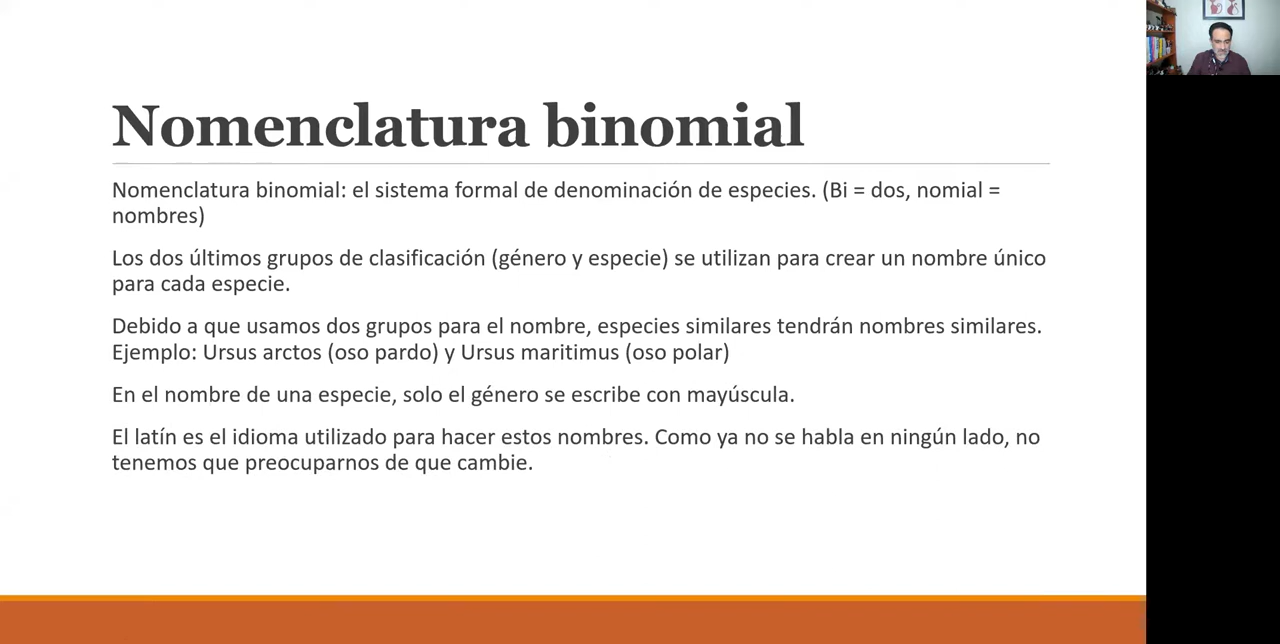 Nomenclatura binomial
Nomenclatura binomial: el sistema formal de denominación de especies. (Bi = dos, nomial =
nombres)
Los dos últimos grupos de clasificación (género y especie) se utilizan para crear un nombre único
para cada especie.
Debido a que usamos dos grupos para el nombre, especies similares tendrán nombres similares.
Ejemplo: Ursus arctos (oso pardo) y Ursus maritimus (oso polar)
En el nombre de una especie, solo el género se escribe con mayúscula.
El latín es el idioma utilizado para hacer estos nombres. Como ya no se habla en ningún lado, no
tenemos que preocuparnos de que cambie.